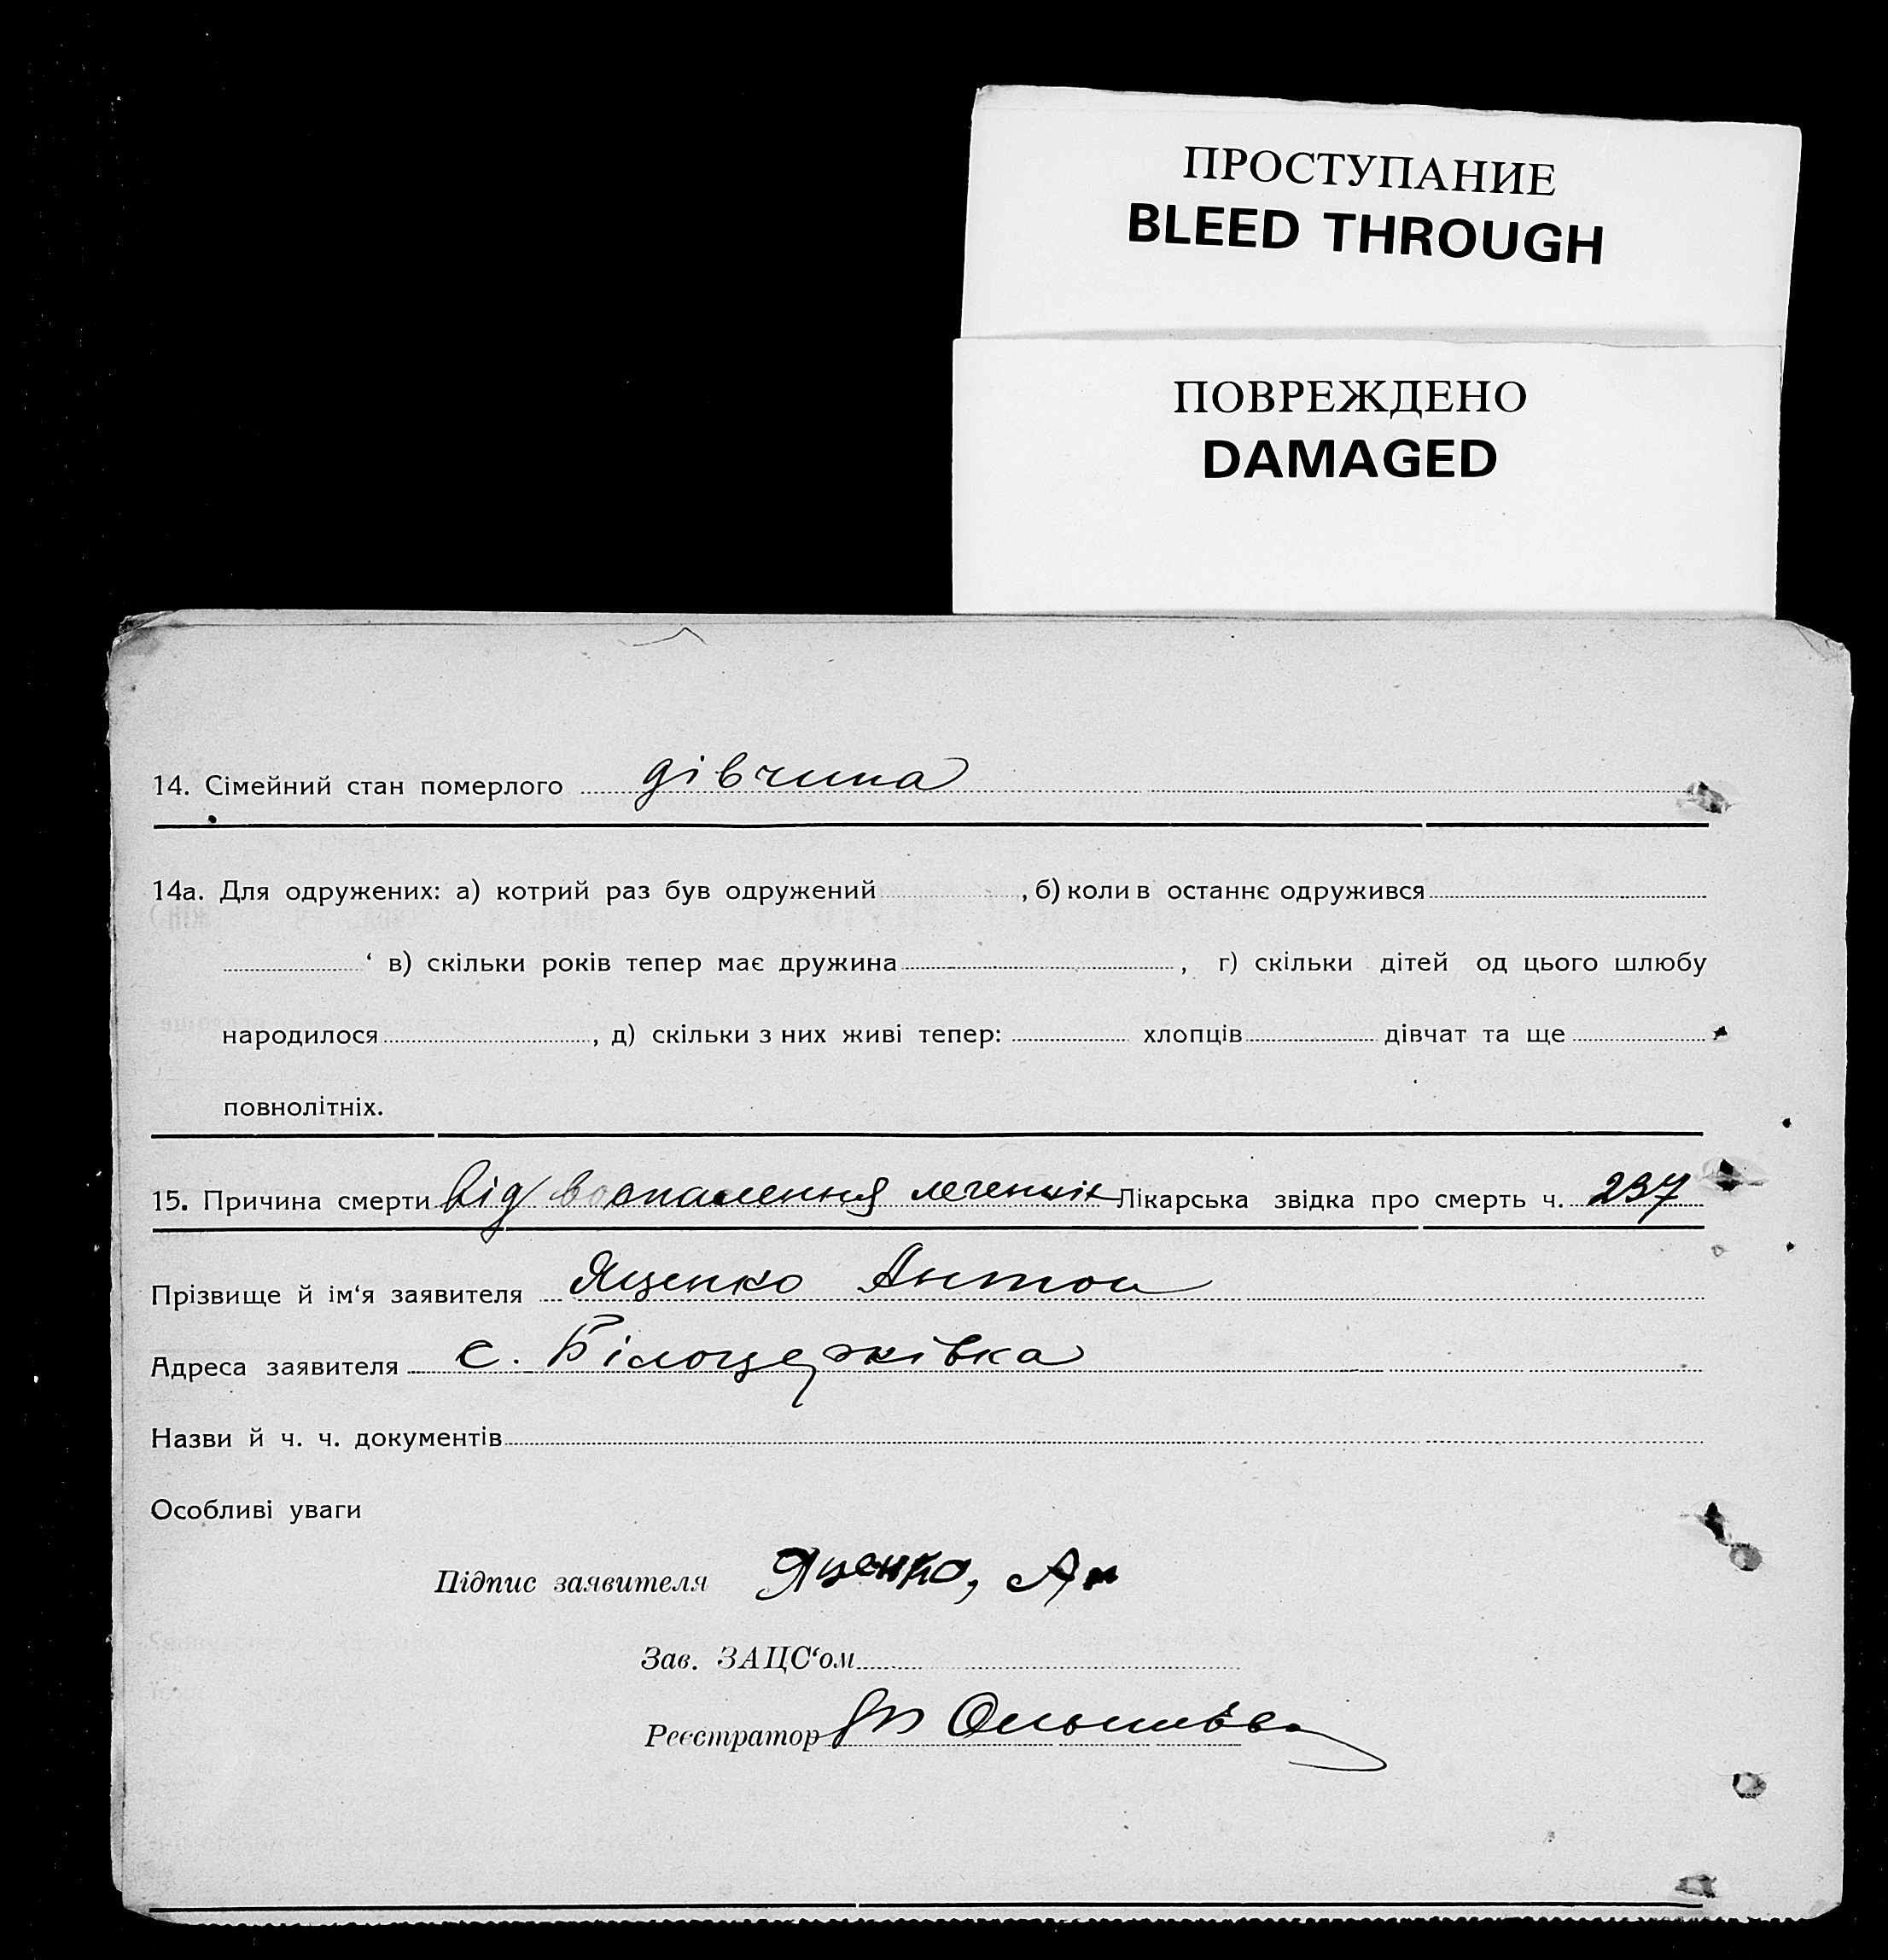 ПРОСТУПАНИЕ
BLEED THROUGH
ПОВРЕЖДЕНО
DAMAGED
14. Сімейний стан померлого дівчина
14а. Для одружених: а) котрий раз був одружений , б) коли в останнє одружився
‘ в) скільки років тепер має дружина , г) скільки дітей од цього шлюбу
народилося , д) скільки з них живі тепер: хлопців дівчат та ще
повнолітніх.
15. Причина смерти від воспалення легенків Лікарська звідка про смерть ч. 237
Прізвище й ім‘я заявителя Яценко Антон
Адреса заявителя с. Білоцерківка
Назви й ч. ч. документів
Особливі уваги
Підпис заявителя Яценко, Ан
Зав. ЗАЦС‘ом
Реєстратор